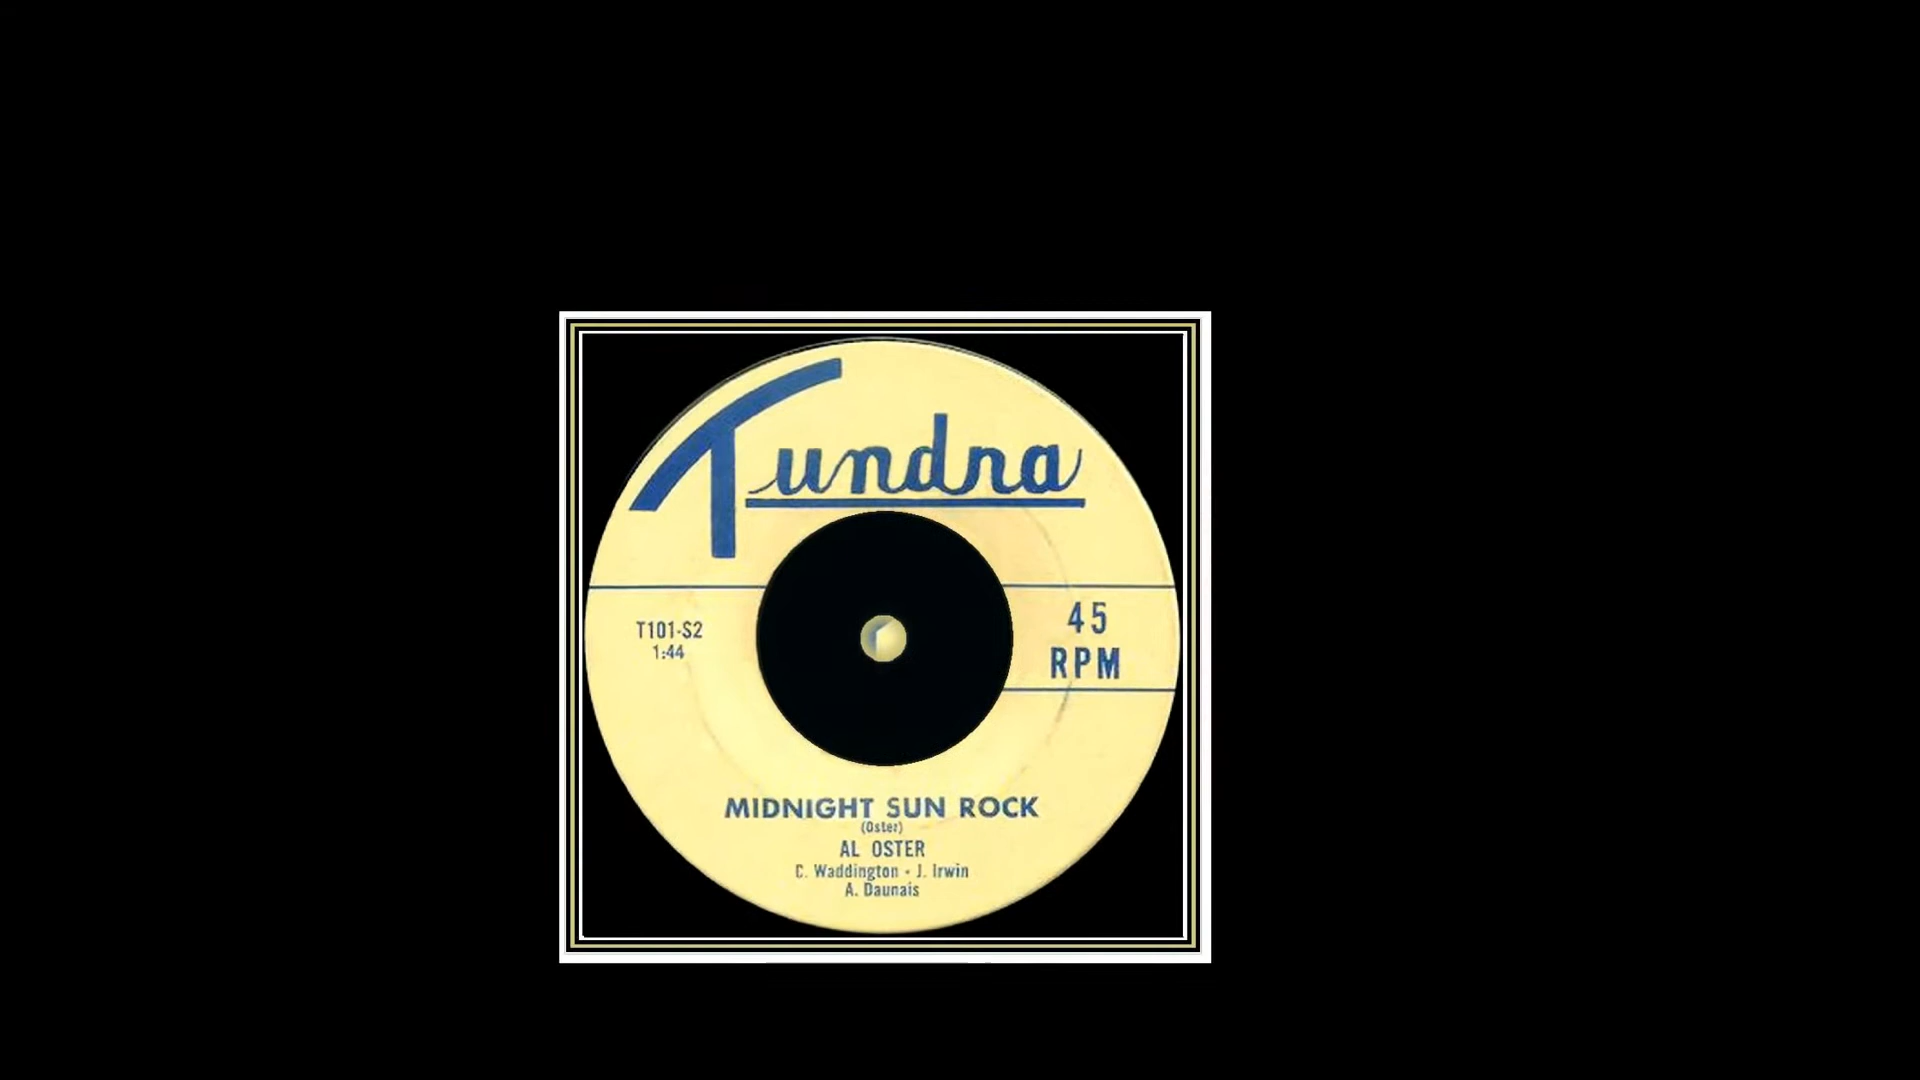 Tundra
T101-S2
1:44
45
RPM
MIDNIGHT SUN ROCK
(Oster)
AL OSTER
C. Waddington - J. Irwin
A. Daunais